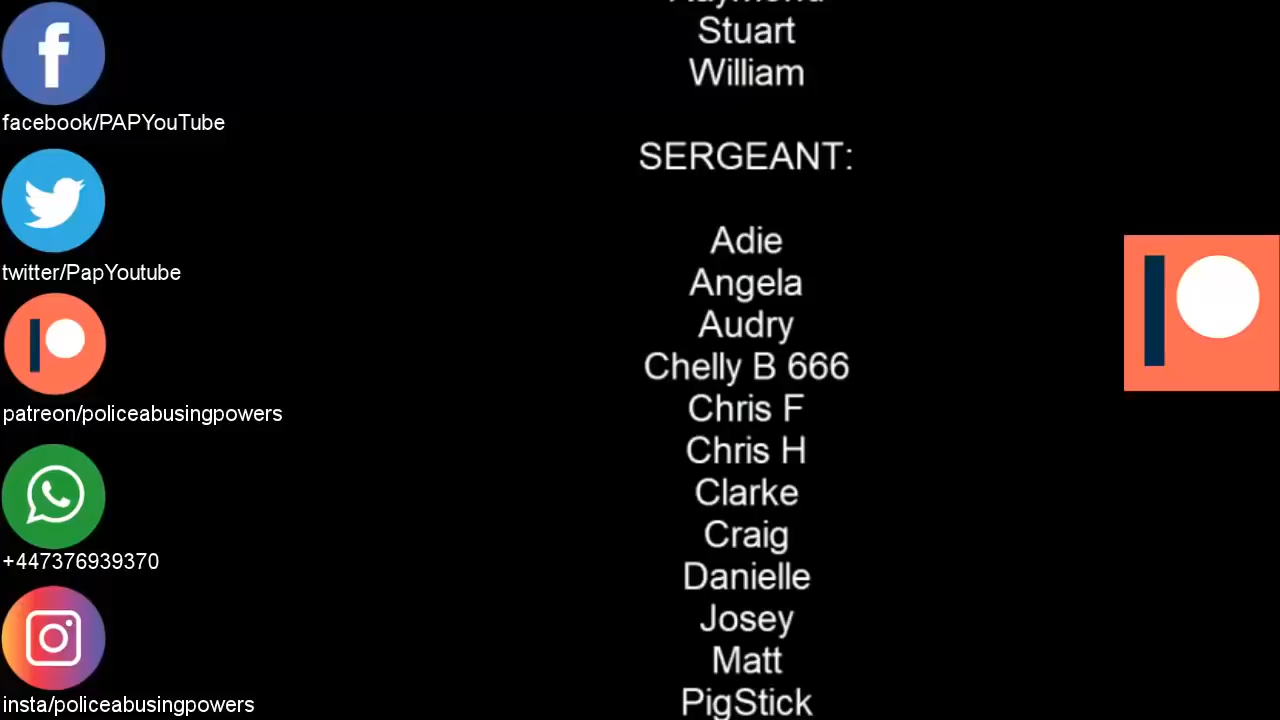 facebook/PAPYouTube
twitter/PapYoutube
patreon/policeabusingpowers
+447376939370
insta/policeabusingpowers
Stuart
William
SERGEANT:
Adie
Angela
Audry
Chelly B 666
Chris F
Chris H
Clarke
Craig
Danielle
Josey
Matt
PigStick